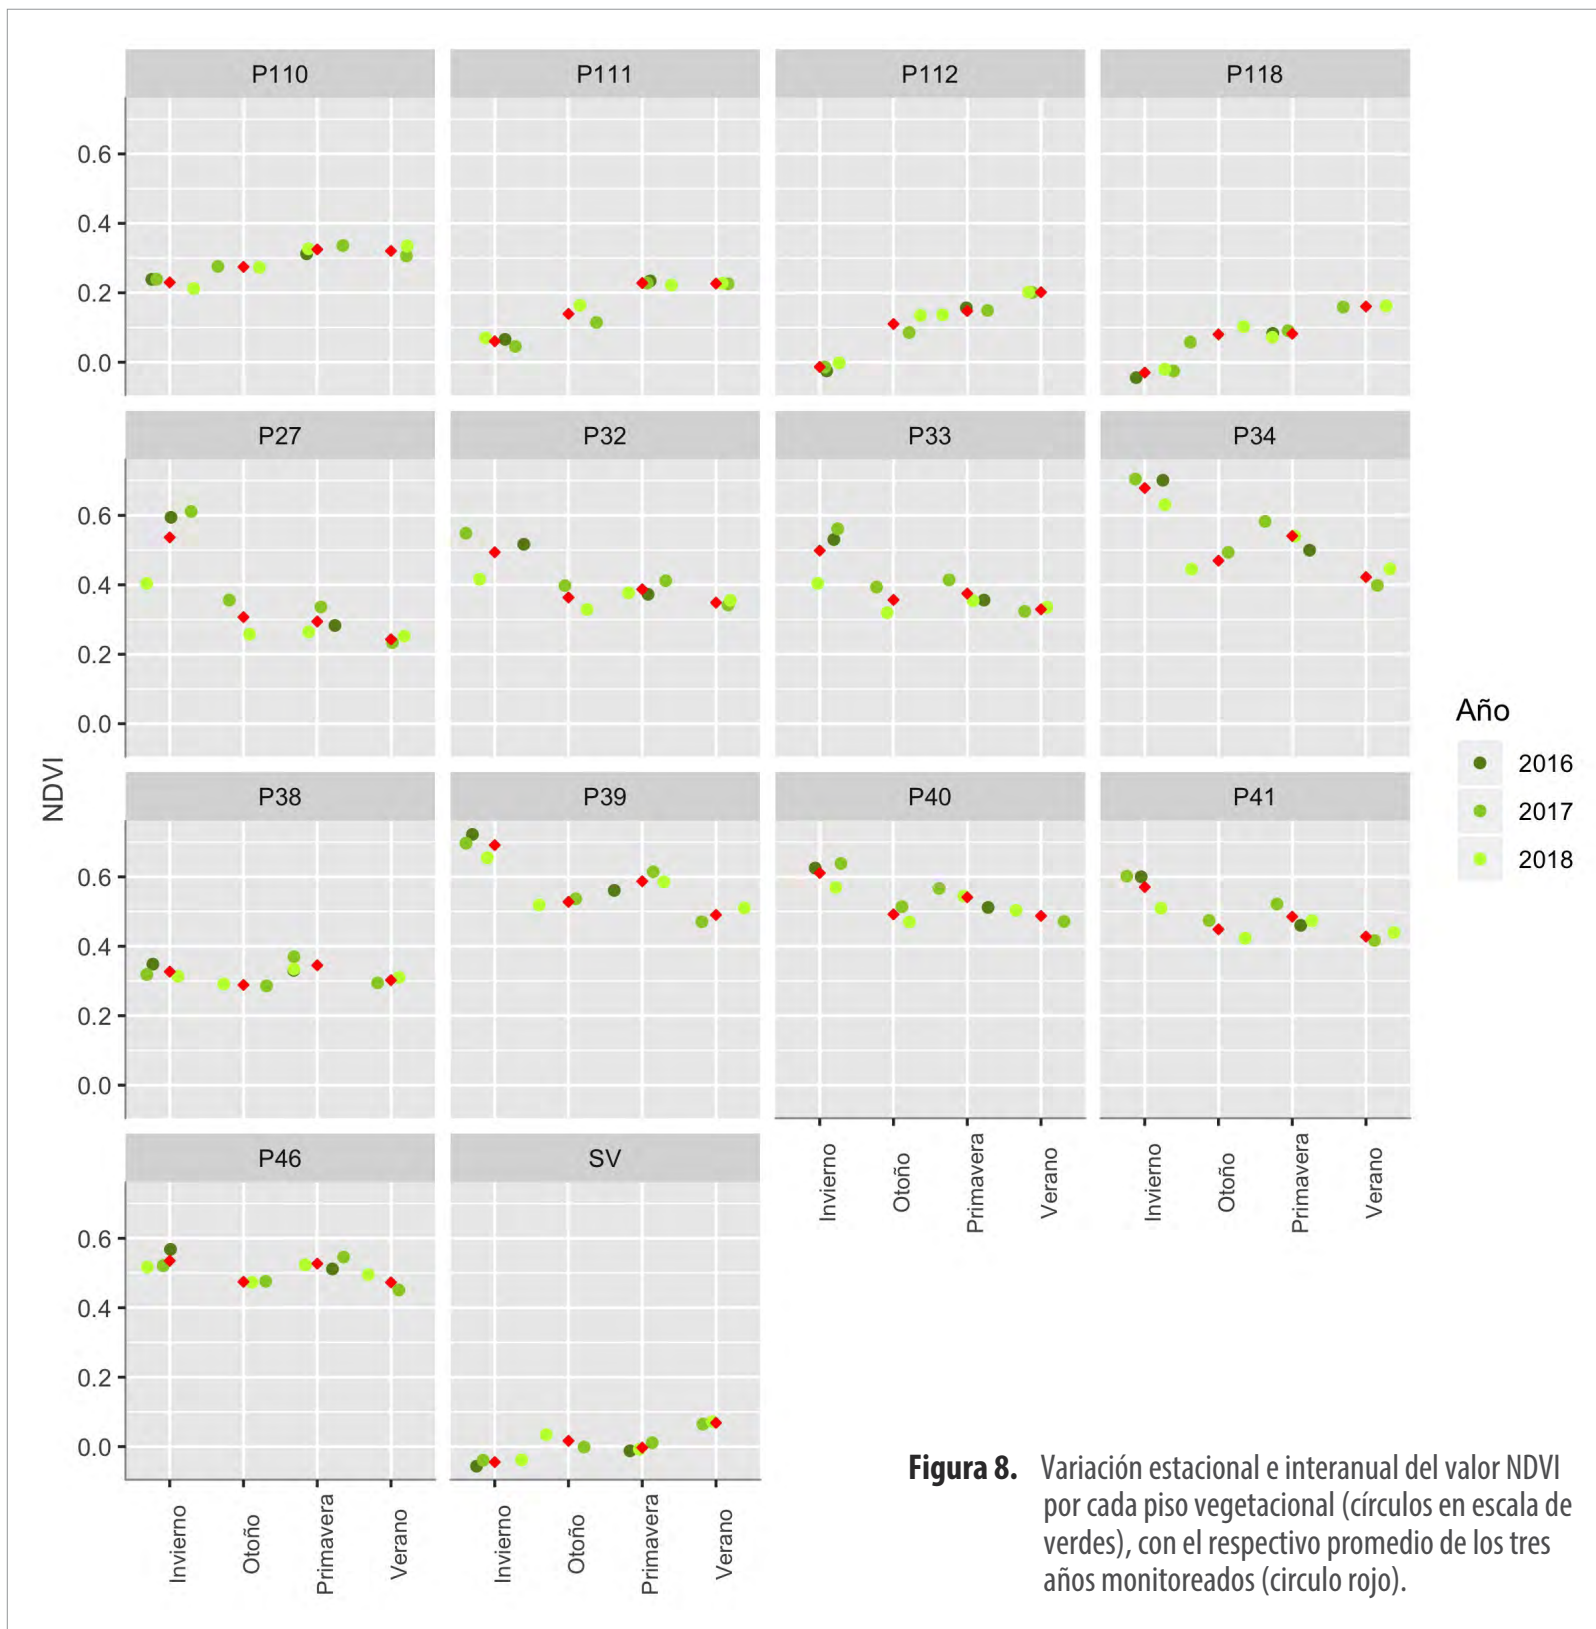 P110
P111
P112
P118
0.6
0.4
0.2
0.0
P27
P32
P33
P34
0.6
0.4
0.2
0.0
P38
P39
P40
P41
0.6
0.4
0.2
0.0
P46
SV
0.6
0.4
0.2
0.0
NDVI
Invierno
Otoño
Primavera
Verano
Invierno
Otoño
Primavera
Verano
Invierno
Otoño
Primavera
Verano
Invierno
Otoño
Primavera
Verano
Año
2016
2017
2018
Figura 8. Variación estacional e interanual del valor NDVI
por cada piso vegetacional (círculos en escala de
verdes), con el respectivo promedio de los tres
años monitoreados (circulo rojo).